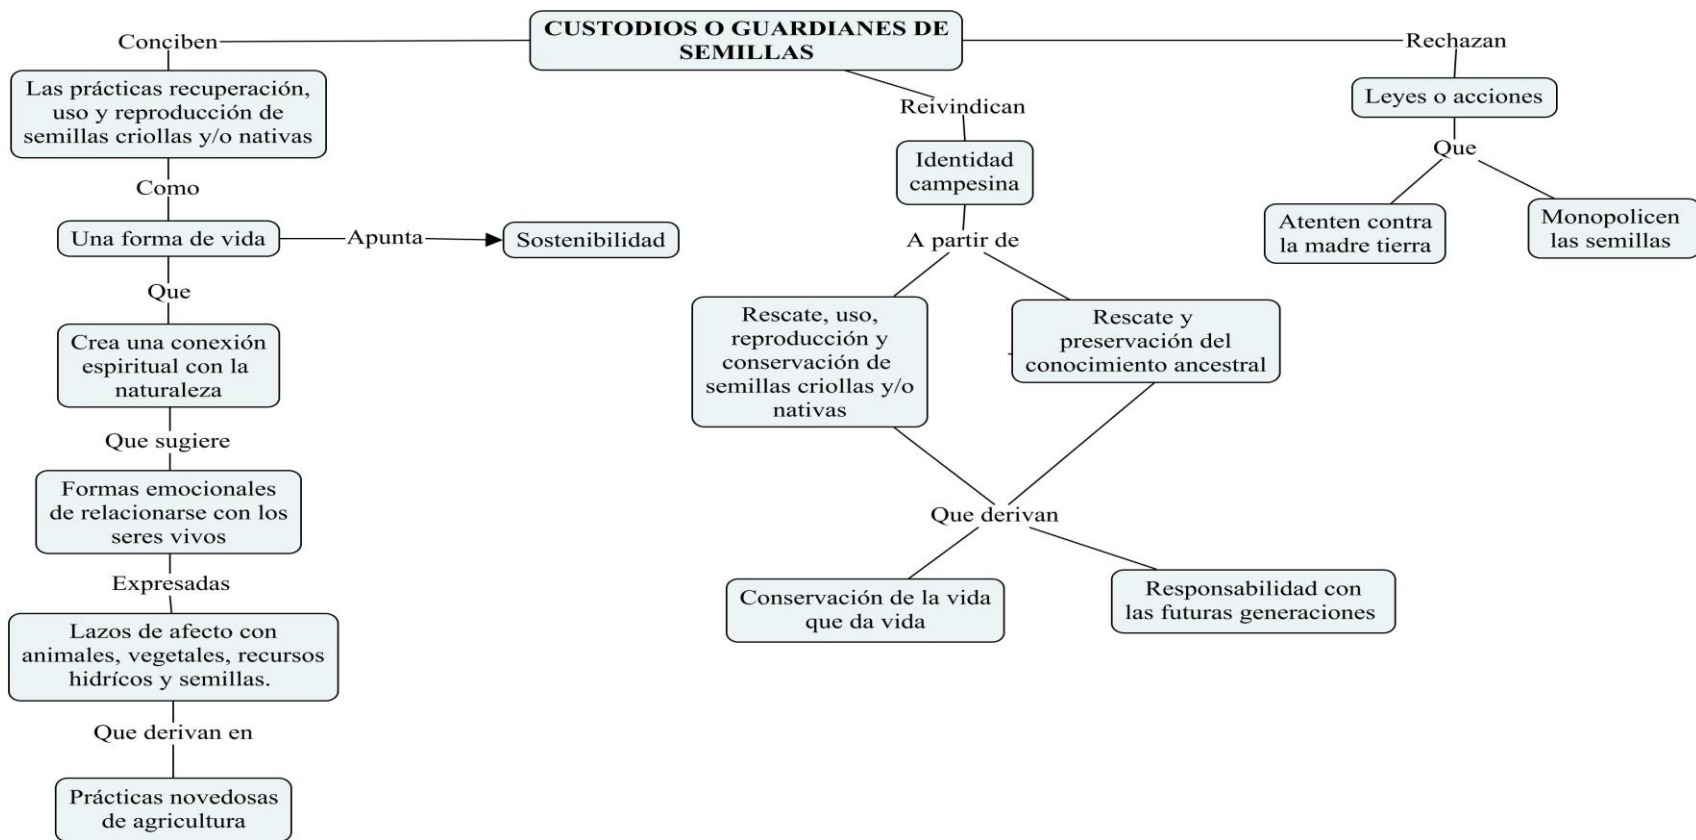 CUSTODIOS O GUARDIANES DE
SEMILLAS
Conciben
Las prácticas recuperación,
uso y reproducción de
semillas criollas y/o nativas
Como
Una forma de vida
Apunta
Sostenibilidad
Que
Crea una conexión
espiritual con la
naturaleza
Que sugiere
Formas emocionales
de relacionarse con los
seres vivos
Expresadas
Lazos de afecto con
animales, vegetales, recursos
hidrícos y semillas.
Que derivan en
Prácticas novedosas
de agricultura
Reivindican
Identidad
campesina
A partir de
Rescate, uso,
reproducción y
conservación de
semillas criollas y/o
nativas
Rescate y
preservación del
conocimiento ancestral
Que derivan
Conservación de la vida
que da vida
Responsabilidad con
las futuras generaciones
Rechazan
Leyes o acciones
Que
Atenten contra
la madre tierra
Monopolicen
las semillas